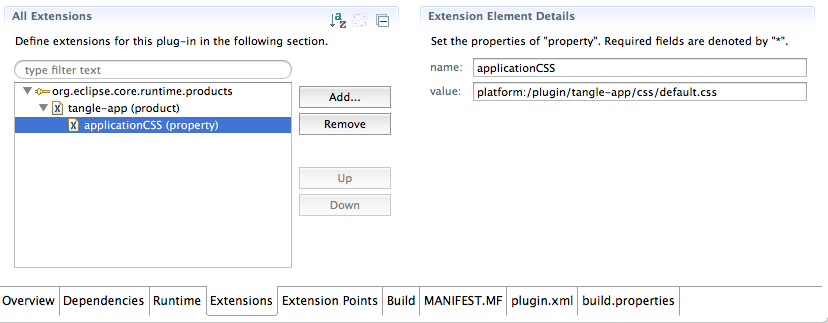 All Extensions
Define extensions for this plug-in in the following section.
type filter text
org.eclipse.core.runtime.products
tangle-app (product)
applicationCSS (property)
Add...
Remove
Up
Down
Extension Element Details
Set the properties of "property". Required fields are denoted by "*".
name: applicationCSS
value: platform:/plugin/tangle-app/css/default.css
Overview Dependencies Runtime Extensions Extension Points Build MANIFEST.MF plugin.xml build.properties